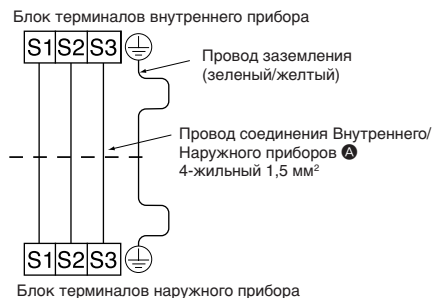 Блок терминалов внутреннего прибора
S1 S2 S3
Провод заземления
(зеленый/желтый)
Провод соединения Внутреннего/
Наружного приборов A
4-жильный 1,5 мм²
S1 S2 S3
Блок терминалов наружного прибора